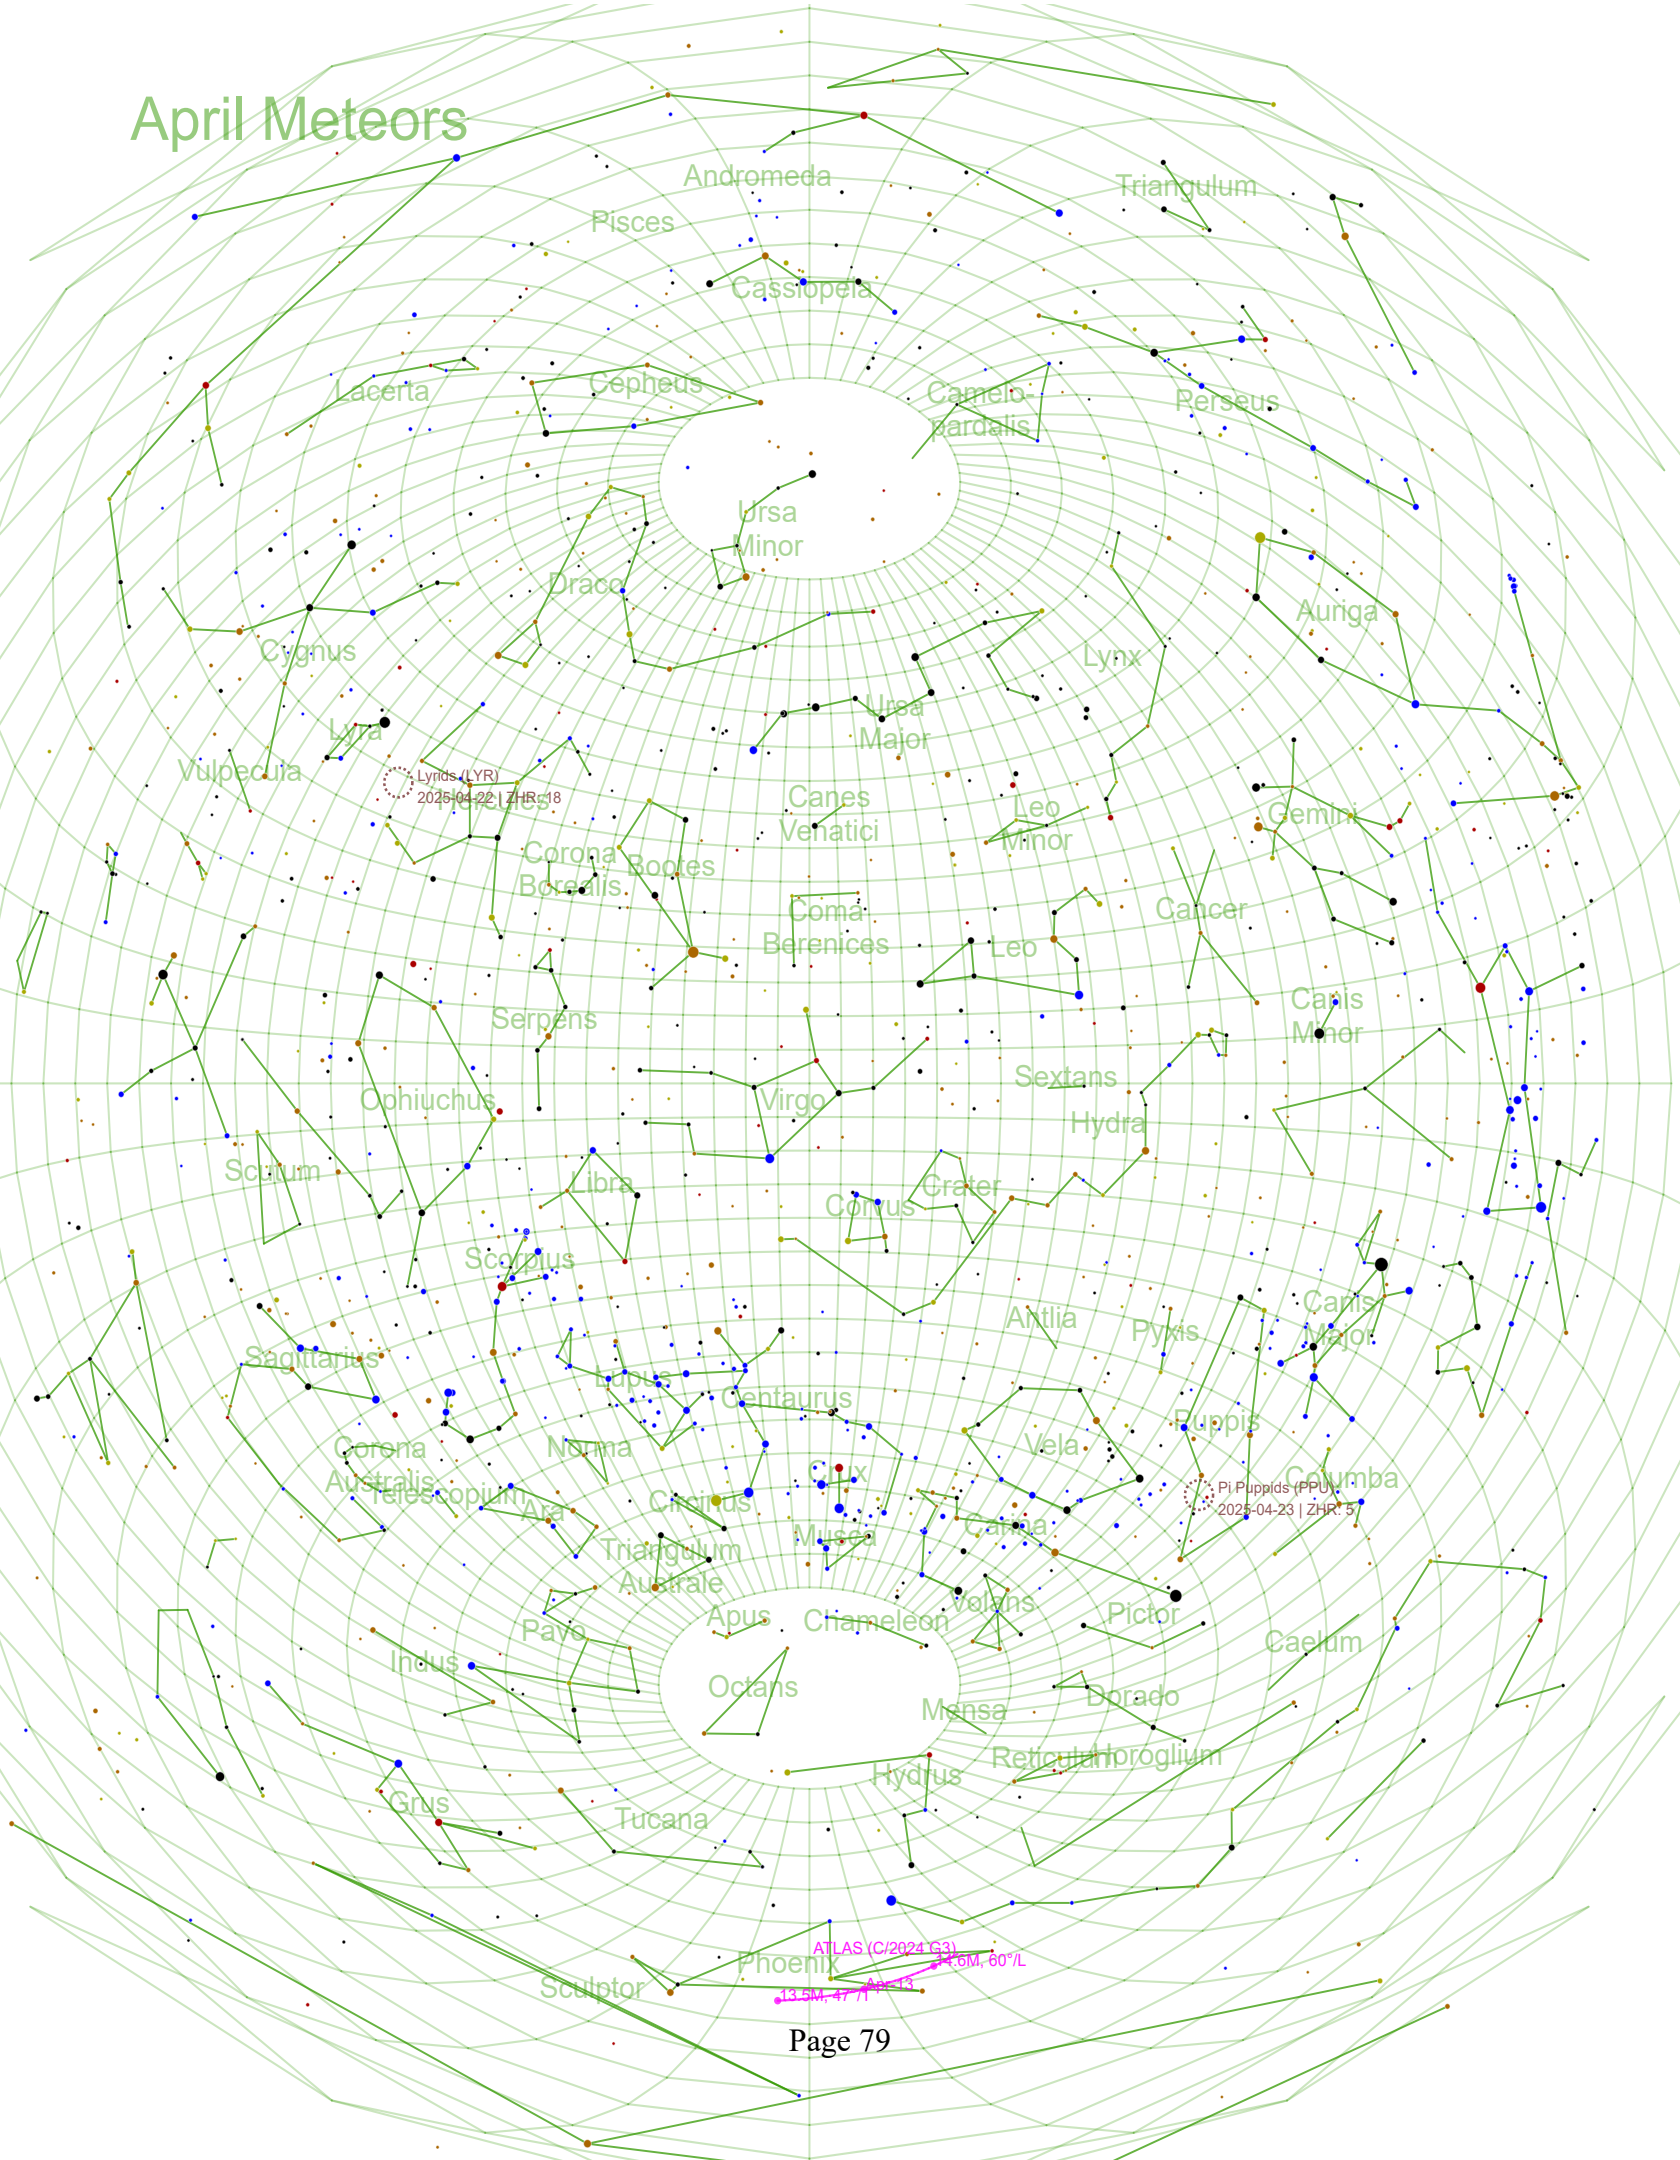 April Meteors
Andromeda
Triangulum
Pisces
Cassiopeia
Lacerta
Cepheus
Camelo-
pardalis
Perseus
Ursa
Minor
Draco
Auriga
Cygnus
Lynx
Lyra
Ursa
Major
Vulpecula
Lyrids (LYR)
2025-04-22 | ZHR: 18
Hercules
Canes
Venatici
Leo
Minor
Gemini
Corona
Borealis
Bootes
Coma
Berenices
Leo
Cancer
Serpens
Canis
Minor
Ophiuchus
Virgo
Sextans
Hydra
Scutum
Libra
Corvus
Crater
Scorpius
Antlia
Pyxis
Canis
Major
Sagittarius
Lupus
Centaurus
Puppis
Corona
Australis
Norma
Vela
Crux
Columba
Telescopium
Ara
Circinus
Pi Puppids (PPU)
2025-04-23 | ZHR: 5
Carina
Musca
Triangulum
Australe
Volans
Apus
Chameleon
Pictor
Pavo
Indus
Caelum
Octans
Mensa
Dorado
Reticulum
Horoglium
Hydrus
Grus
Tucana
ATLAS (C/2024 G3)
14.6M, 60°/L
Phoenix
Sculptor
Apr-13
13.5M, 47°/T
Page 79